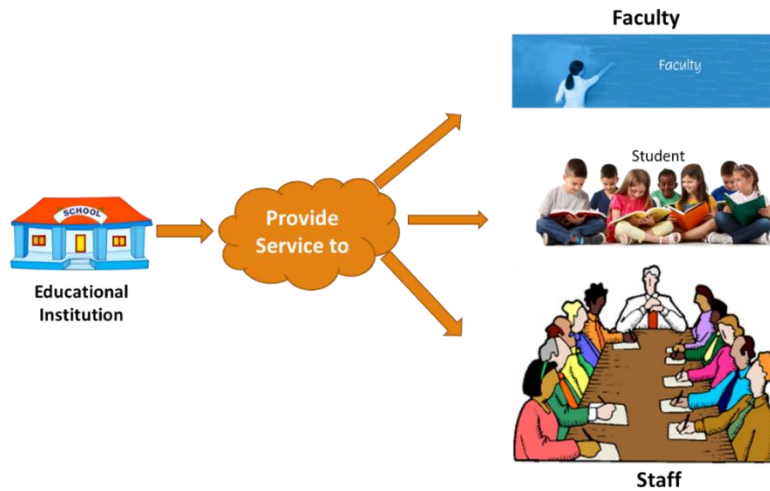 Faculty
Faculty
Student
SCHOOL
Provide
Service to
Educational
Institution
Staff